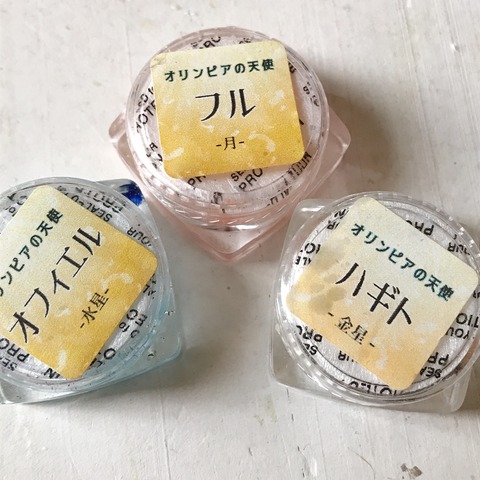 オリンピアの天使
フル
-月-
オリンピアの天使
オフィエル
-水星-
オリンピアの天使
ハギト
-金星-